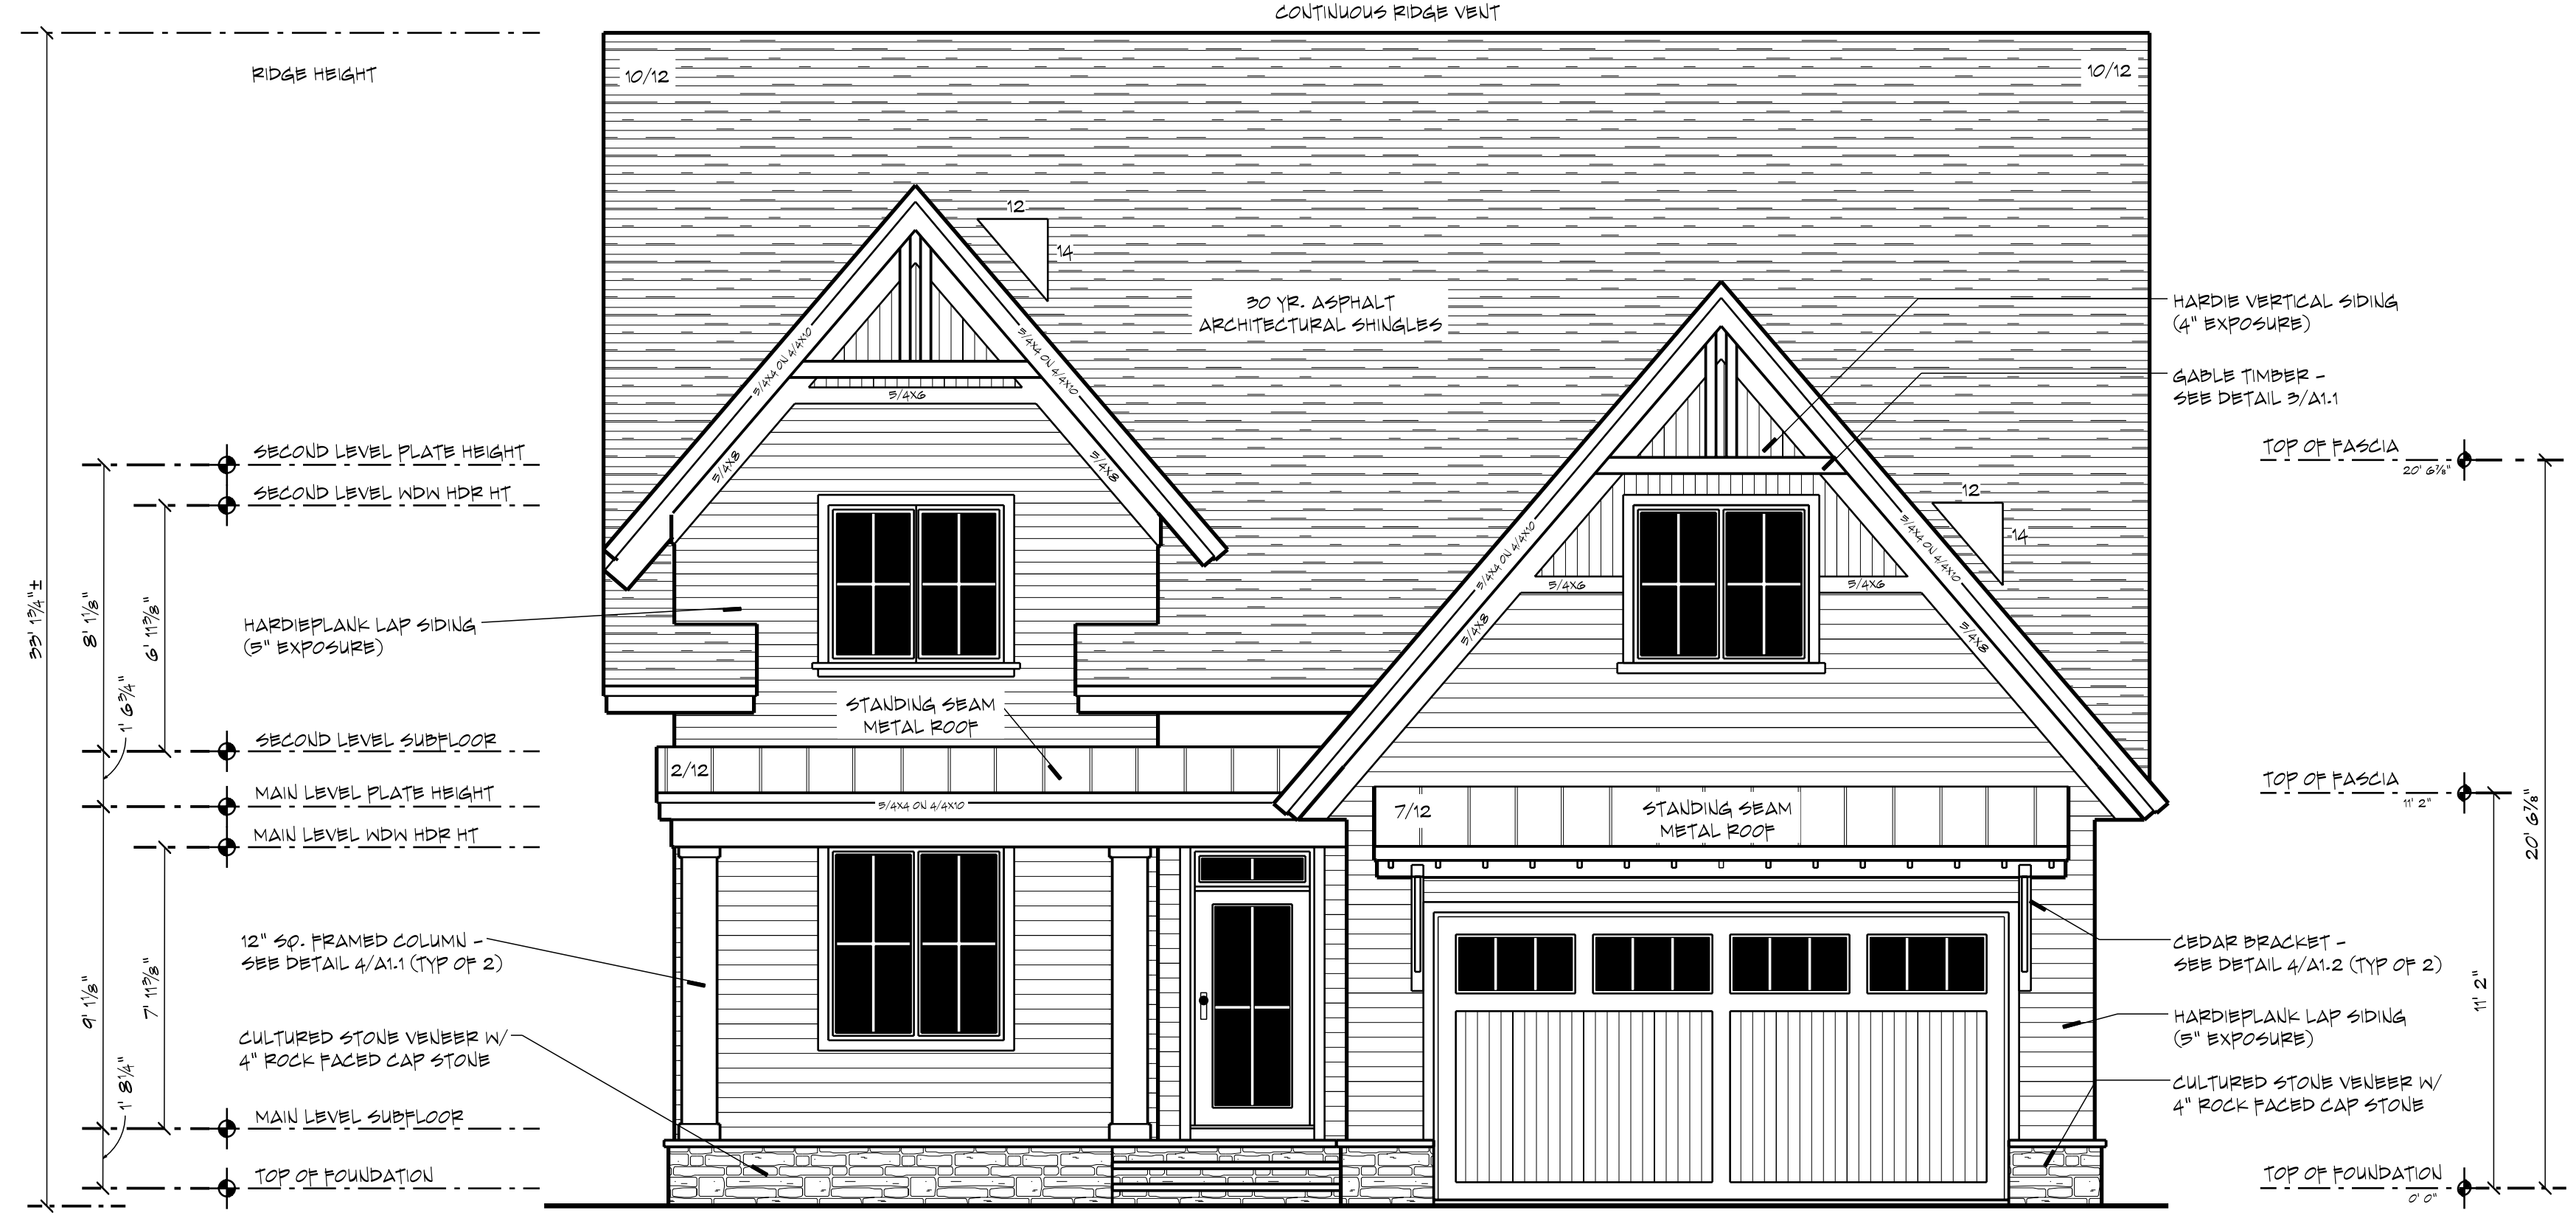 CONTINUOUS RIDGE VENT
RIDGE HEIGHT
10/12
10/12
12
14
30 YR. ASPHALT
ARCHITECTURAL SHINGLES
5/4X4 ON 4/4X10
5/4X4 ON 4/4X10
5/4X6
5/4X8
5/4X8
HARDIE VERTICAL SIDING
(4" EXPOSURE)
GABLE TIMBER -
SEE DETAIL 3/A1.1
SECOND LEVEL PLATE HEIGHT
SECOND LEVEL WDW HDR HT
TOP OF FASCIA
20' 6⅞"
12
14
5/4X4 ON 4/4X10
5/4X4 ON 4/4X10
5/4X6
5/4X6
5/4X8
5/4X8
33' 1¾"±
8' 1⅛"
6' 11⅜"
HARDIEPLANK LAP SIDING
(5" EXPOSURE)
1' 6¾"
STANDING SEAM
METAL ROOF
SECOND LEVEL SUBFLOOR
2/12
MAIN LEVEL PLATE HEIGHT
5/4X4 ON 4/4X10
7/12
STANDING SEAM
METAL ROOF
TOP OF FASCIA
11' 2"
20' 6⅞"
MAIN LEVEL WDW HDR HT
12" SQ. FRAMED COLUMN -
SEE DETAIL 4/A1.1 (TYP OF 2)
CEDAR BRACKET -
SEE DETAIL 4/A1.2 (TYP OF 2)
9' 1⅛"
7' 11⅜"
11' 2"
CULTURED STONE VENEER W/
4" ROCK FACED CAP STONE
HARDIEPLANK LAP SIDING
(5" EXPOSURE)
1' 8¼"
CULTURED STONE VENEER W/
4" ROCK FACED CAP STONE
MAIN LEVEL SUBFLOOR
TOP OF FOUNDATION
TOP OF FOUNDATION
0' 0"